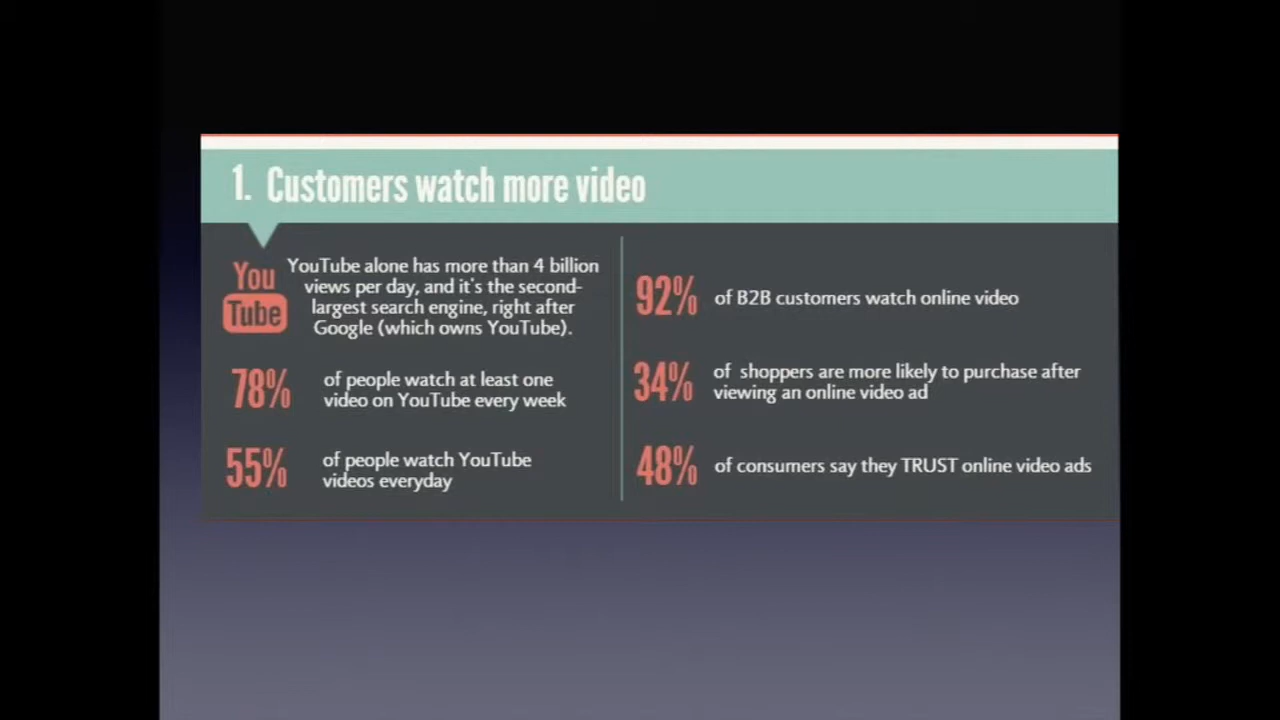 1. Customers watch more video
You
Tube
YouTube alone has more than 4 billion
views per day, and it's the second-
largest search engine, right after
Google (which owns YouTube).
78%
of people watch at least one
video on YouTube every week
55%
of people watch YouTube
videos everyday
92%
of B2B customers watch online video
34%
of shoppers are more likely to purchase after
viewing an online video ad
48%
of consumers say they TRUST online video ads